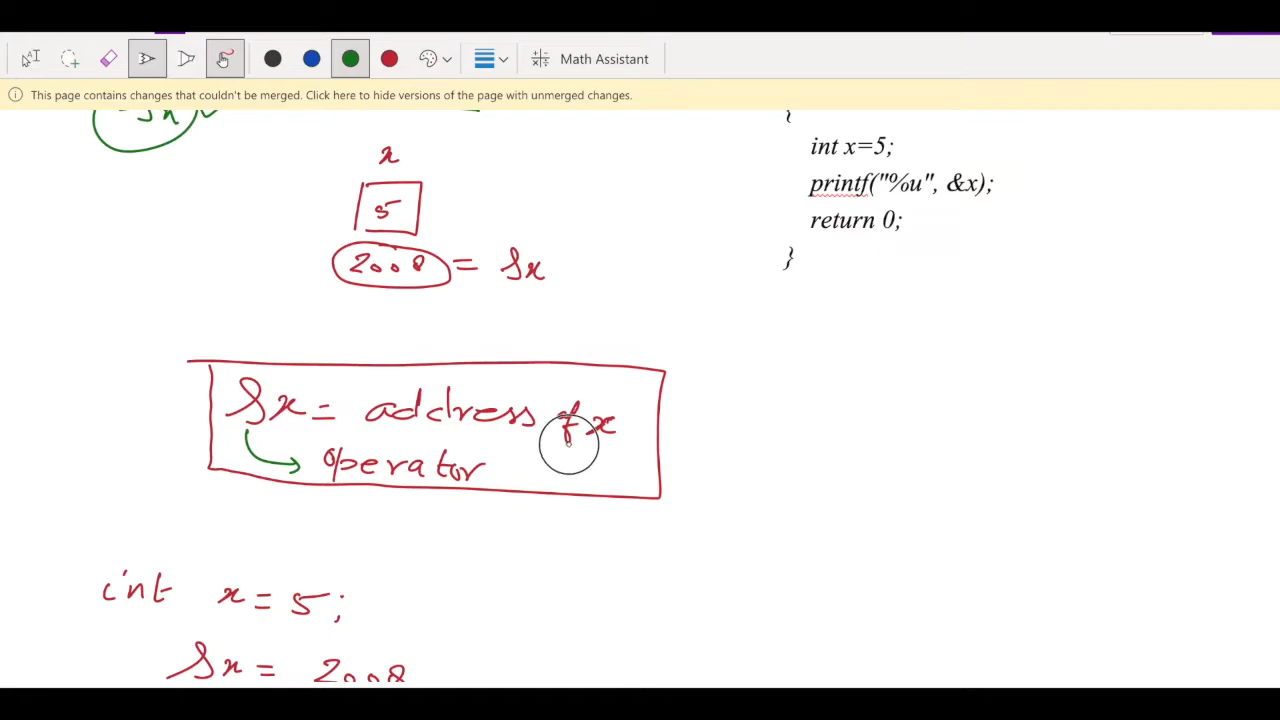 Math Assistant
This page contains changes that couldn't be merged. Click here to hide versions of the page with unmerged changes.
&x
x
5
2008 = &x
&x = address of x
operator
int x = 5;
&x = 2008
{
int x=5;
printf("%u", &x);
return 0;
}